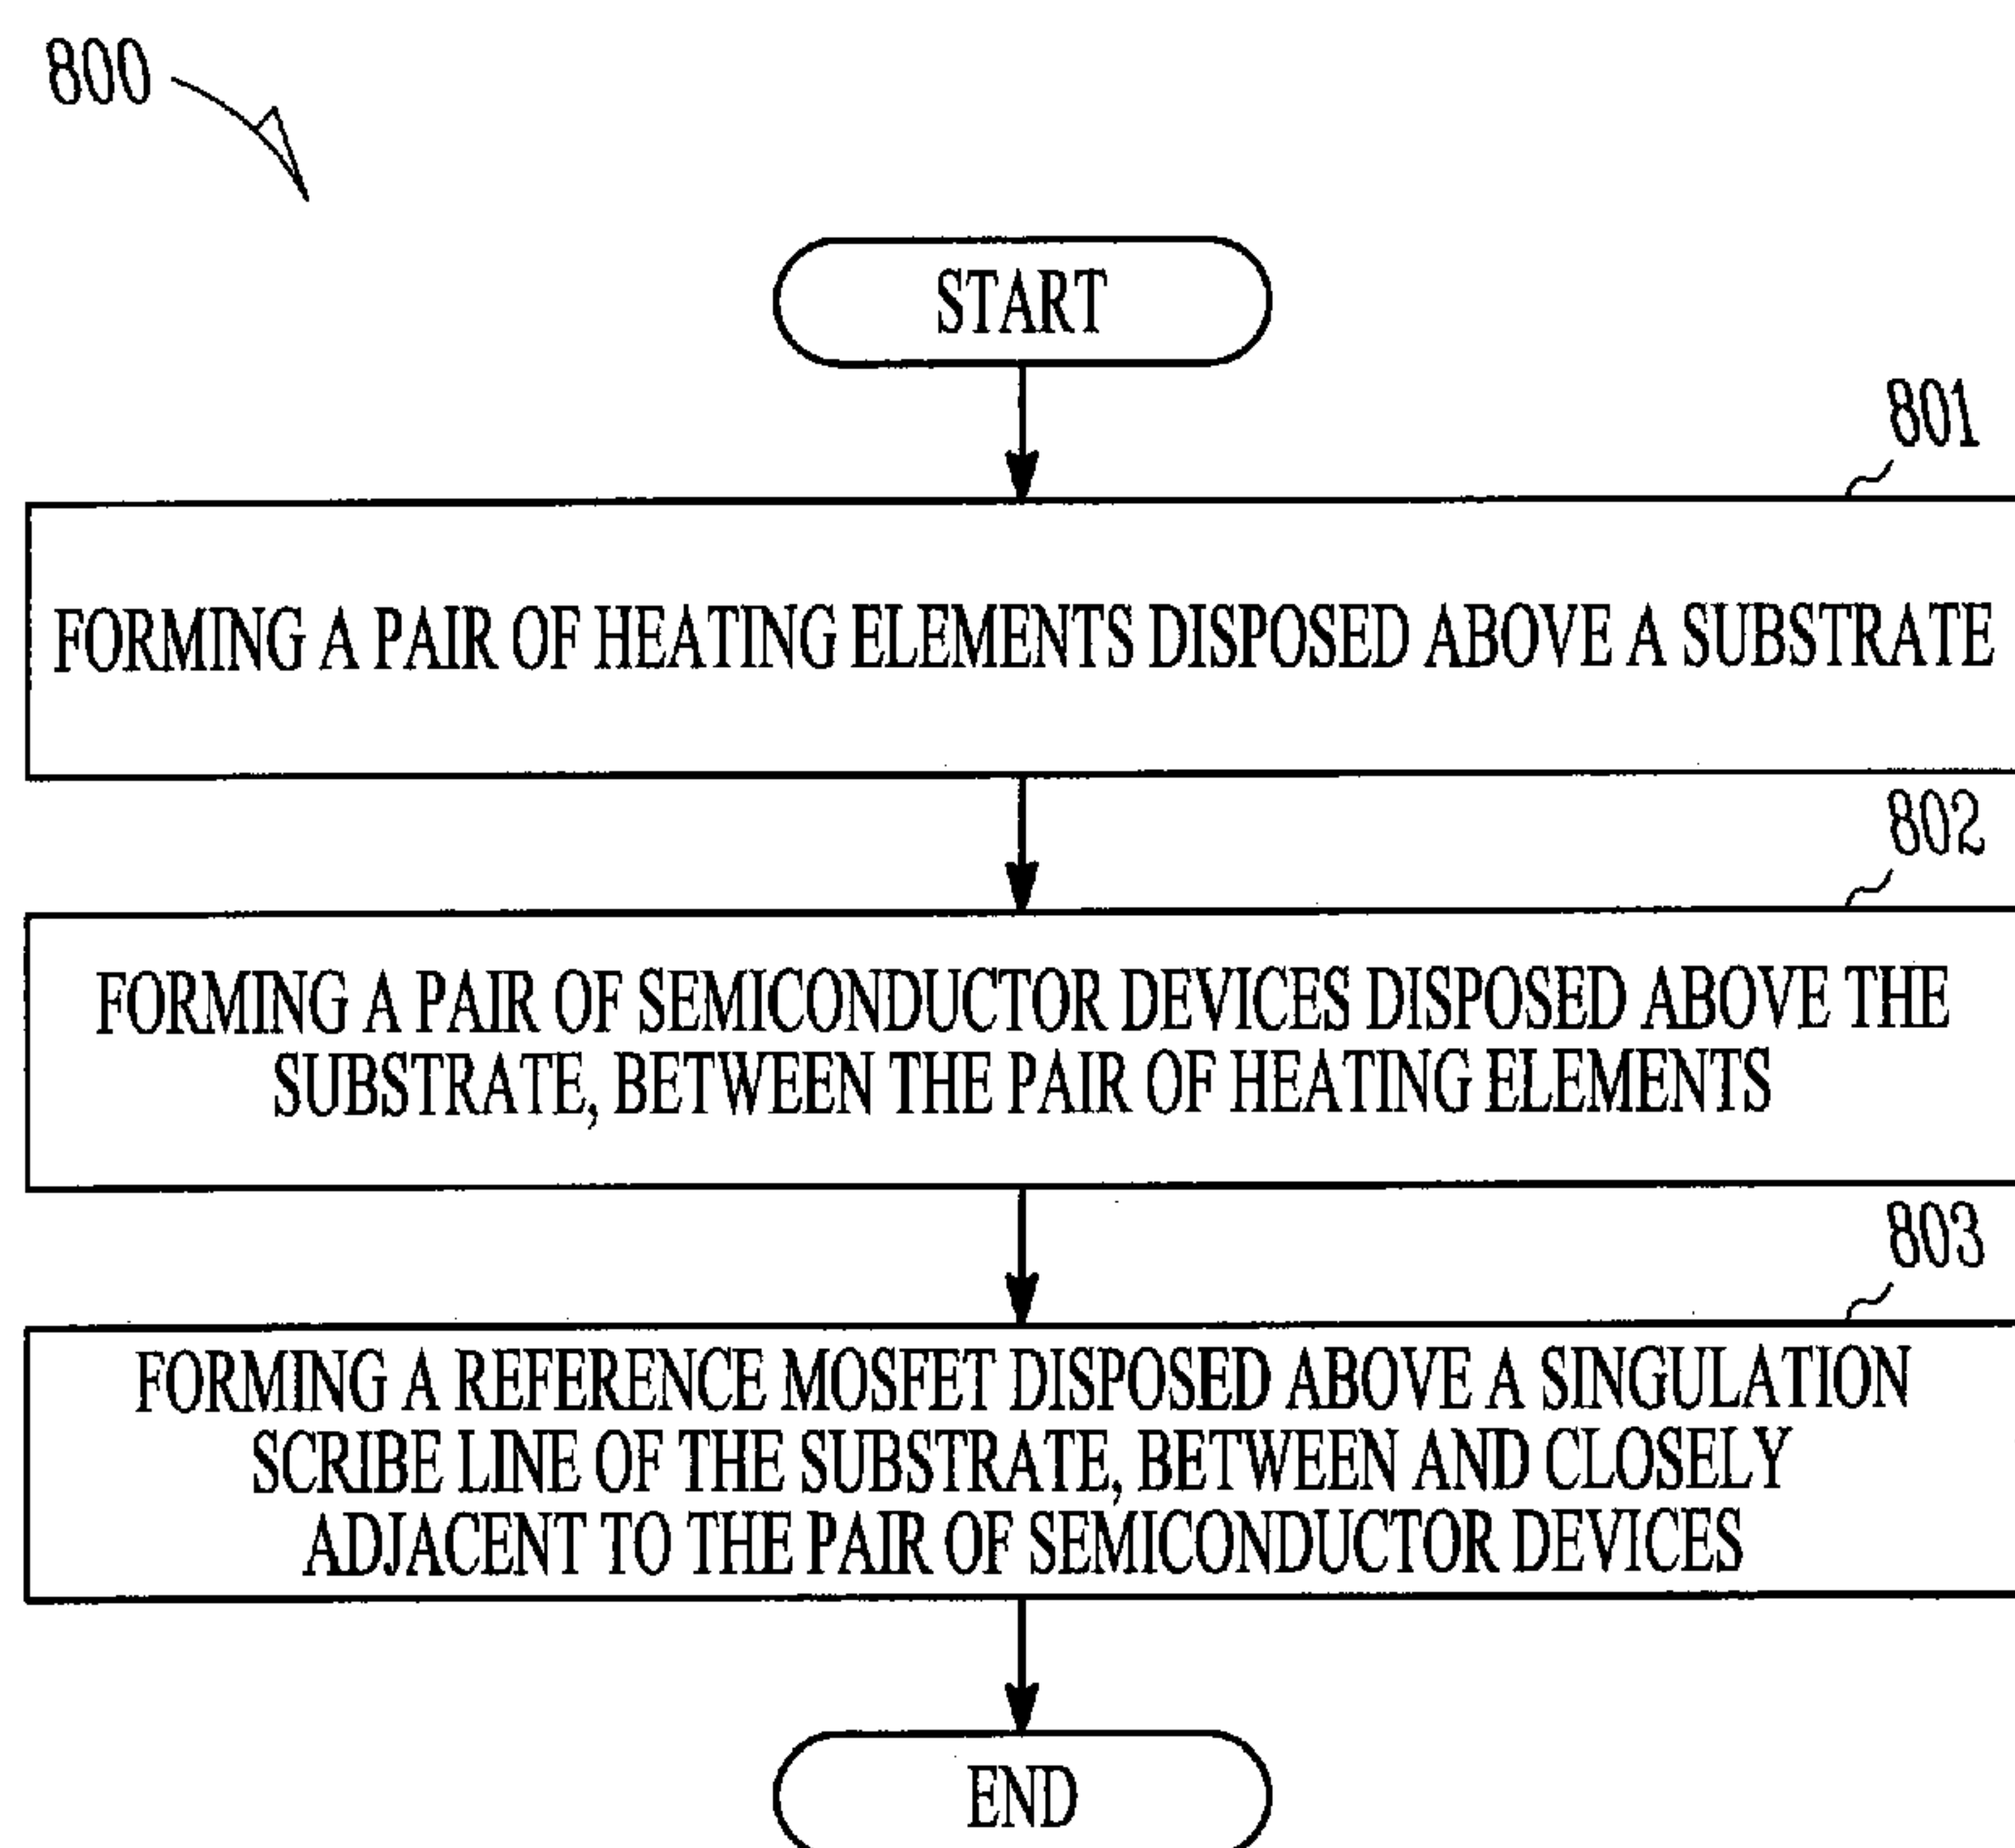 800
START
801
FORMING A PAIR OF HEATING ELEMENTS DISPOSED ABOVE A SUBSTRATE
802
FORMING A PAIR OF SEMICONDUCTOR DEVICES DISPOSED ABOVE THE
SUBSTRATE, BETWEEN THE PAIR OF HEATING ELEMENTS
803
FORMING A REFERENCE MOSFET DISPOSED ABOVE A SINGULATION
SCRIBE LINE OF THE SUBSTRATE, BETWEEN AND CLOSELY
ADJACENT TO THE PAIR OF SEMICONDUCTOR DEVICES
END